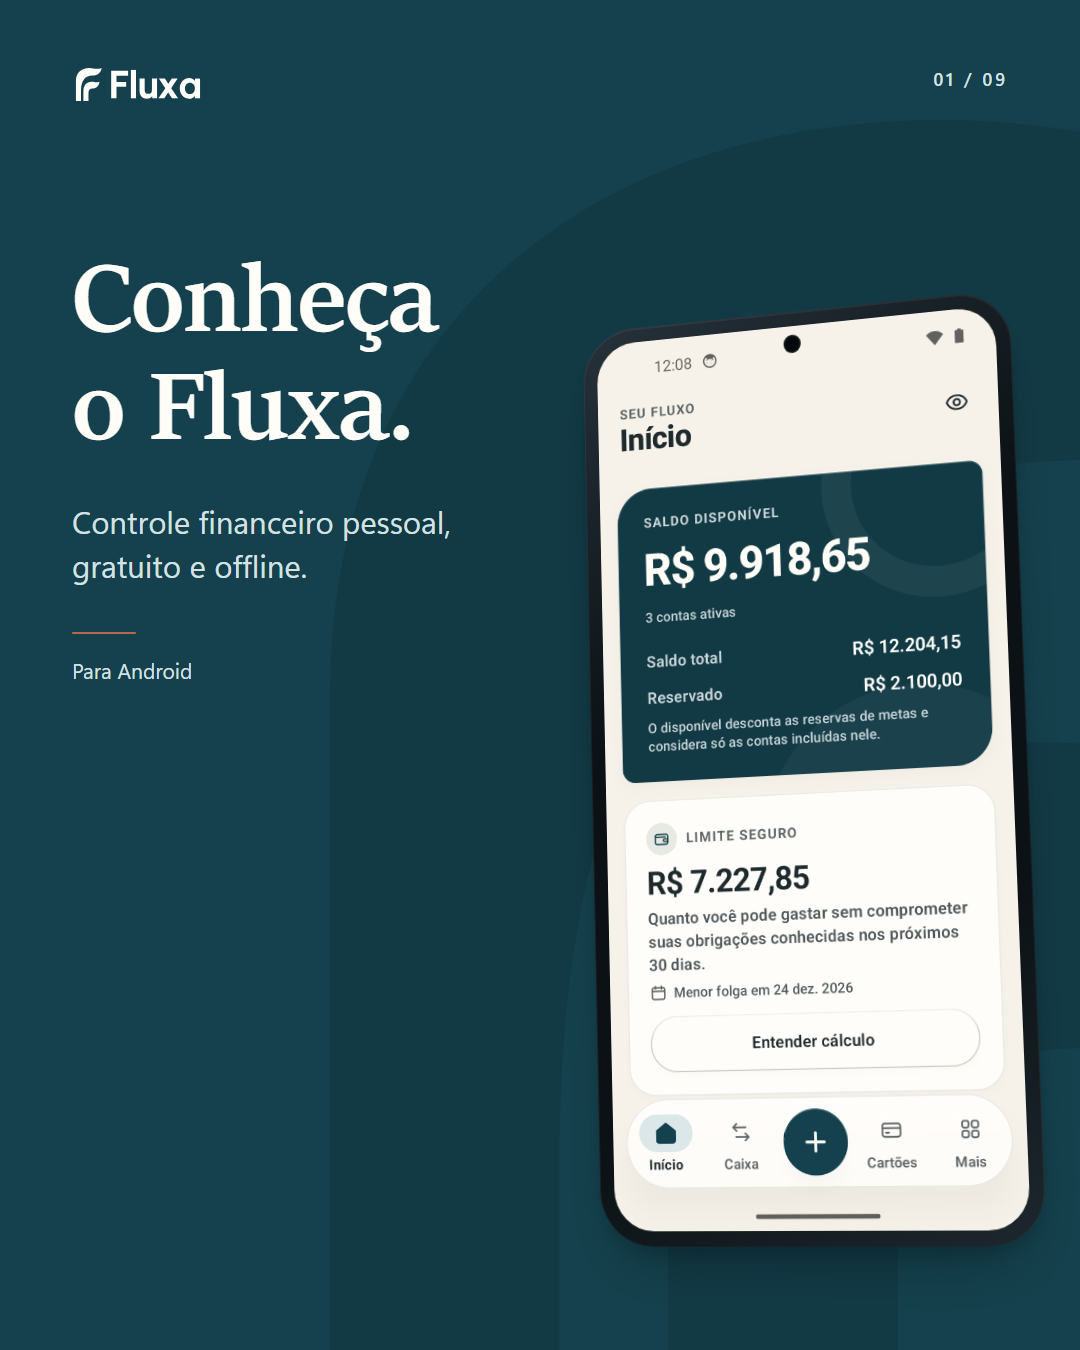 Fluxa
01 / 09
Conheça
o Fluxa.
Controle financeiro pessoal,
gratuito e offline.
Para Android
12:08
SEU FLUXO
Início
SALDO DISPONÍVEL
R$ 9.918,65
3 contas ativas
Saldo total R$ 12.204,15
Reservado R$ 2.100,00
O disponível desconta as reservas de metas e
considera só as contas incluídas nele.
LIMITE SEGURO
R$ 7.227,85
Quanto você pode gastar sem comprometer
suas obrigações conhecidas nos próximos
30 dias.
Menor folga em 24 dez. 2026
Entender cálculo
Início Caixa Cartões Mais